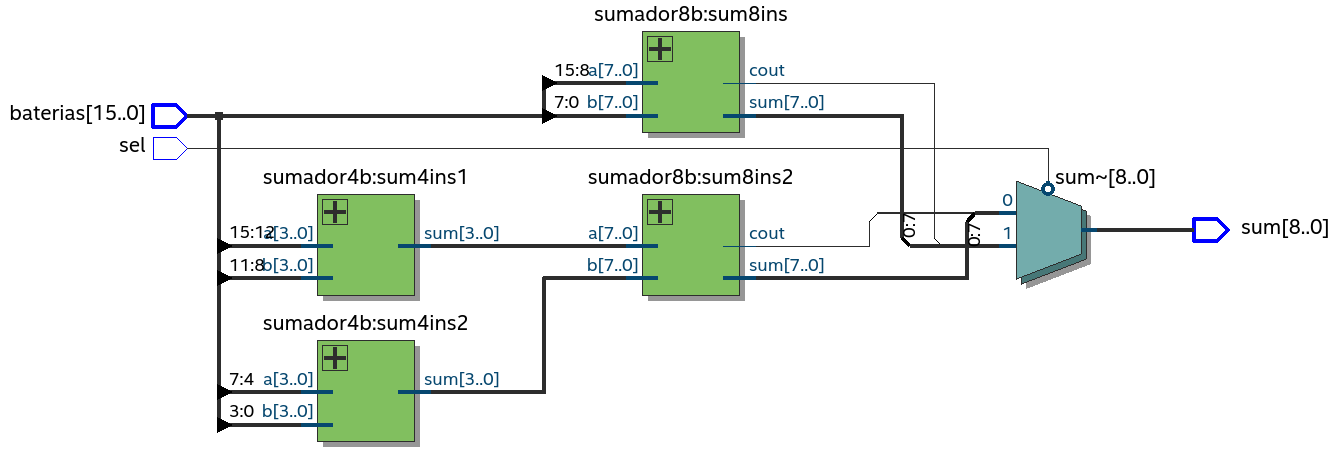 sumador8b:sum8ins
15:8 a[7..0] cout
baterias[15..0] 7:0 b[7..0] sum[7..0]
sel
sumador4b:sum4ins1 sumador8b:sum8ins2 sum~[8..0]
0
15:12 a[3..0] sum[3..0] a[7..0] cout 0:7 0:7 1 sum[8..0]
11:8 b[3..0] b[7..0] sum[7..0]
sumador4b:sum4ins2
7:4 a[3..0] sum[3..0]
3:0 b[3..0]